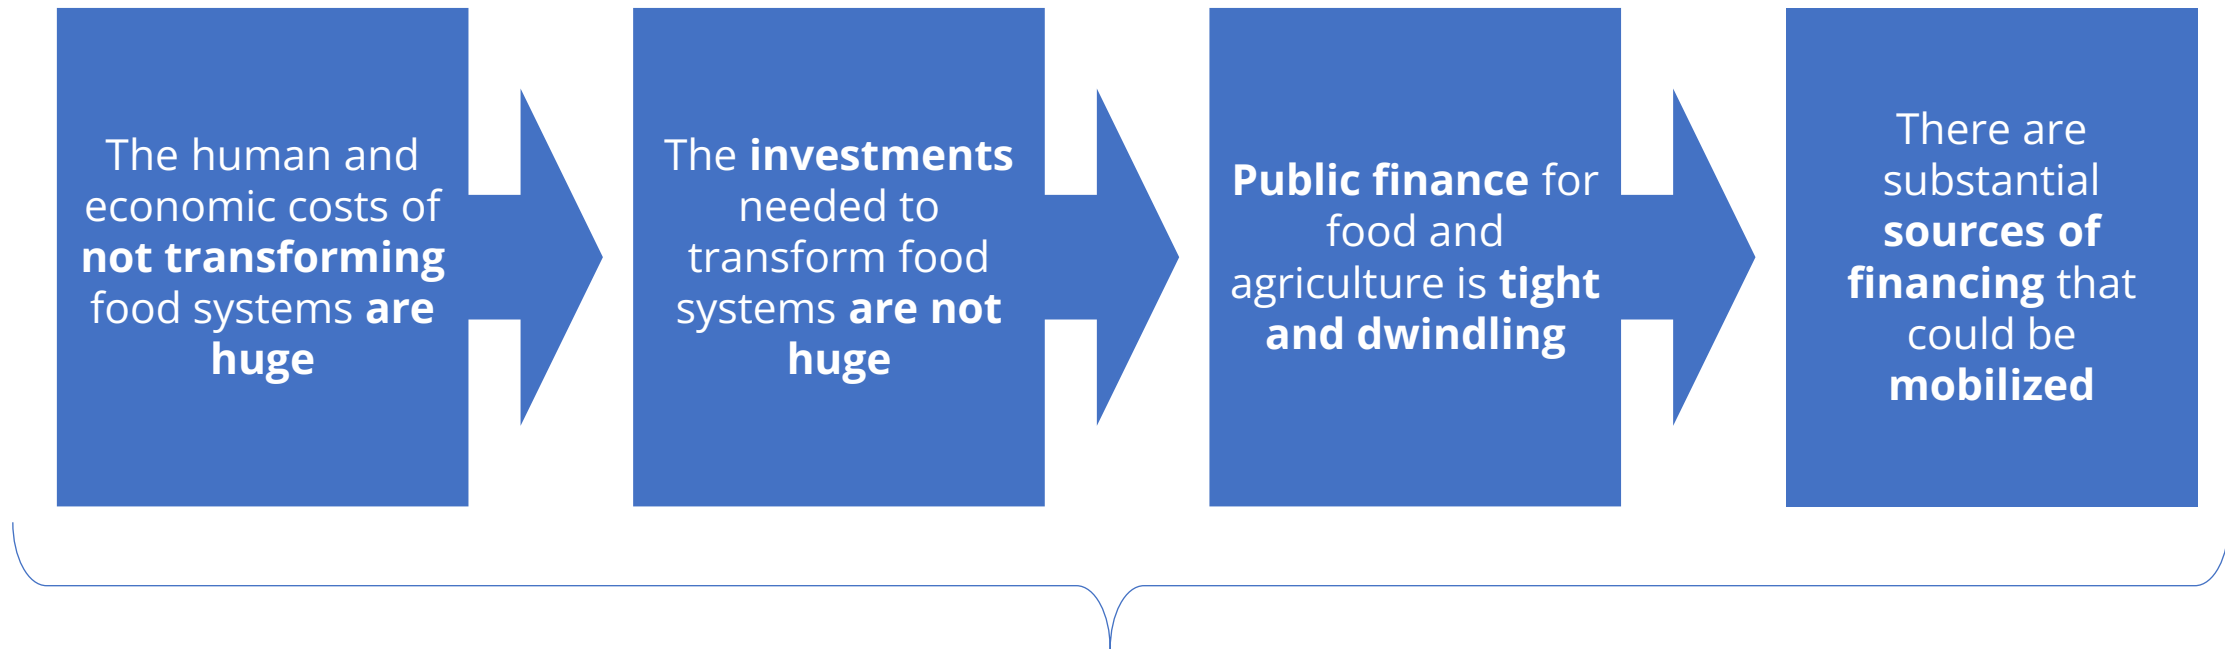 The human and
economic costs of
not transforming
food systems are
huge
The investments
needed to
transform food
systems are not
huge
Public finance for
food and
agriculture is tight
and dwindling
There are
substantial
sources of
financing that
could be
mobilized